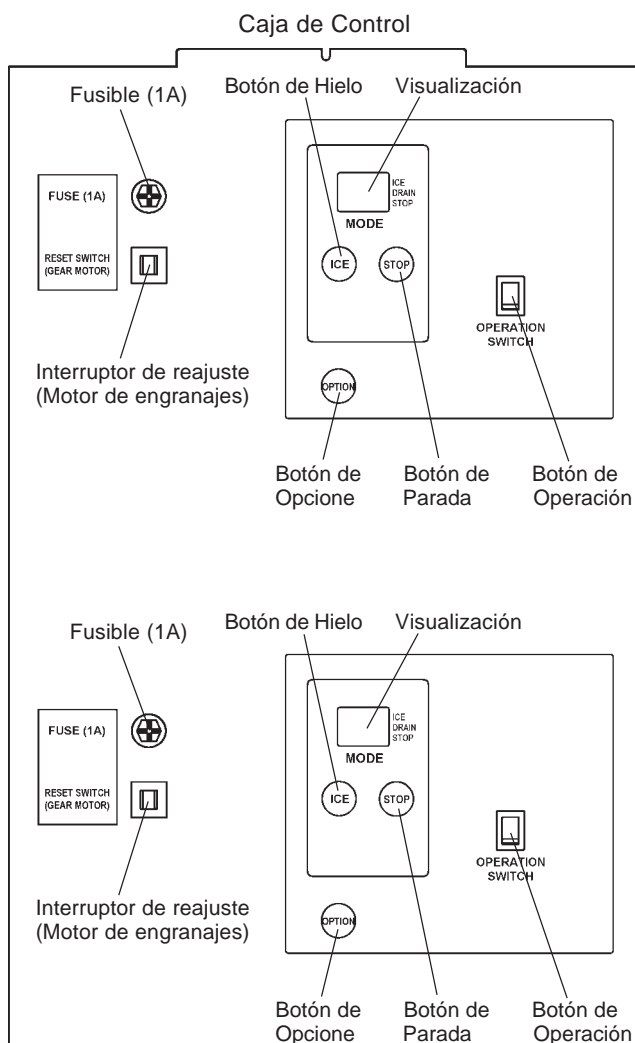 Caja de Control
Fusible (1A)
Botón de Hielo
Visualización
FUSE (1A)
RESET SWITCH
(GEAR MOTOR)
ICE
DRAIN
STOP
MODE
ICE
STOP
OPERATION
SWITCH
OPTION
Interruptor de reajuste
(Motor de engranajes)
Botón de
Opcione
Botón de
Parada
Botón de
Operación
Fusible (1A)
Botón de Hielo
Visualización
FUSE (1A)
RESET SWITCH
(GEAR MOTOR)
ICE
DRAIN
STOP
MODE
ICE
STOP
OPERATION
SWITCH
OPTION
Interruptor de reajuste
(Motor de engranajes)
Botón de
Opcione
Botón de
Parada
Botón de
Operación